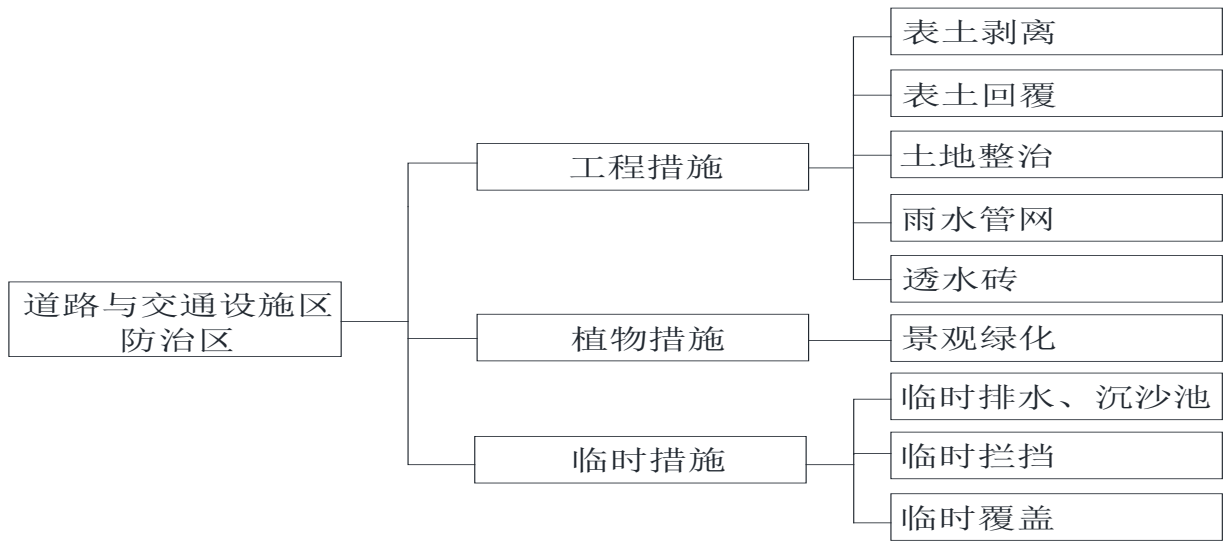 道路与交通设施区
防治区
工程措施
表土剥离
表土回覆
土地整治
雨水管网
透水砖
植物措施
景观绿化
临时措施
临时排水、沉沙池
临时拦挡
临时覆盖